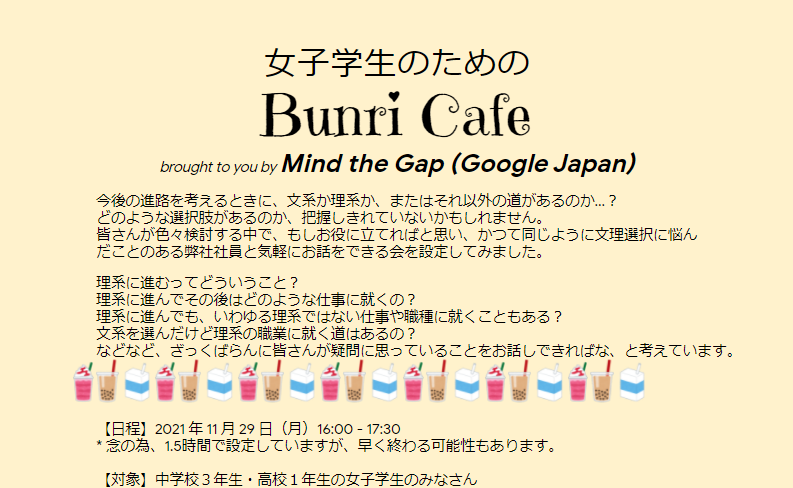 女子学生のための
Bunri Cafe
brought to you by Mind the Gap (Google Japan)
今後の進路を考えるときに、文系か理系か、またはそれ以外の道があるのか...？
どのような選択肢があるのか、把握しきれていないかもしれません。
皆さんが色々検討する中で、もしお役に立てればと思い、かつて同じように文理選択に悩ん
だことのある弊社社員と気軽にお話をできる会を設定してみました。
理系に進むってどういうこと？
理系に進んでその後はどのような仕事に就くの？
理系に進んでも、いわゆる理系ではない仕事や職種に就くこともある？
文系を選んだけど理系の職業に就く道はあるの？
などなど、ざっくばらんに皆さんが疑問に思っていることをお話しできればな、と考えています。
【日程】2021 年 11 月 29 日（月）16:00 - 17:30
* 念の為、1.5時間で設定していますが、早く終わる可能性もあります。
【対象】中学校３年生・高校１年生の女子学生のみなさん